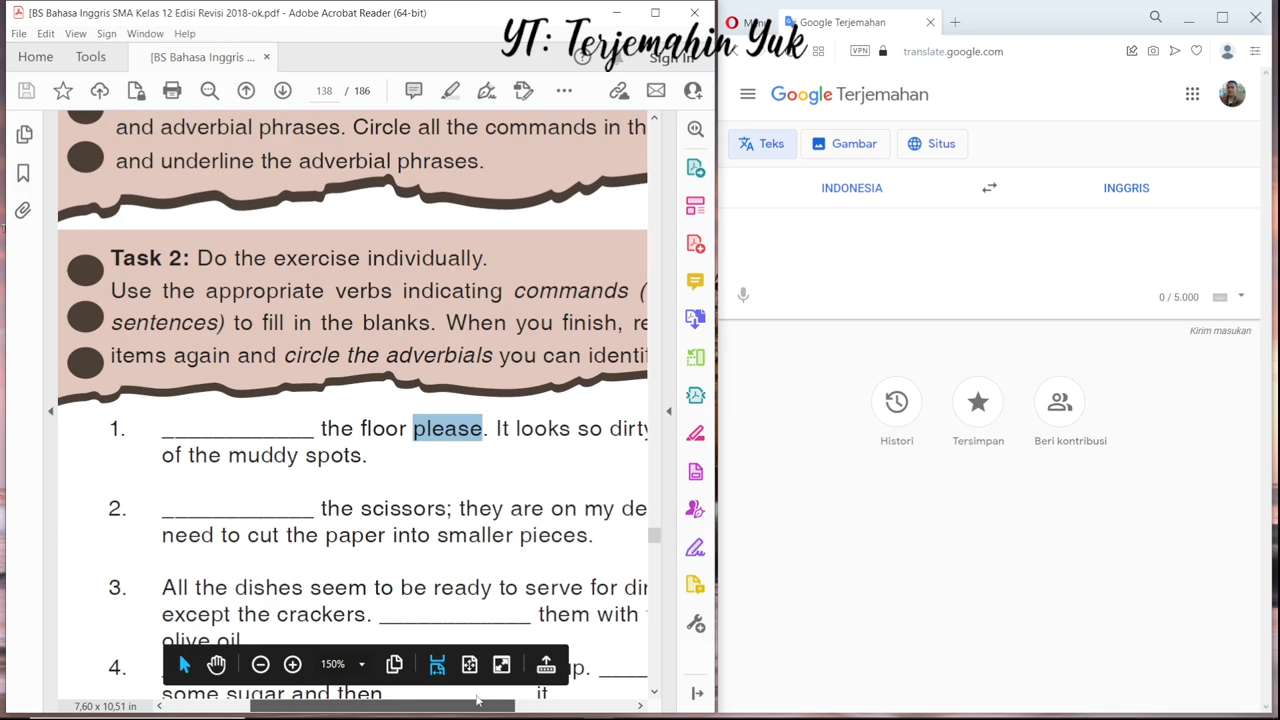 [BS Bahasa Inggris SMA Kelas 12 Edisi Revisi 2018-ok.pdf - Adobe Acrobat Reader (64-bit)
File Edit View Sign Window Help
YT: Terjemahin Yuk
Home Tools [BS Bahasa Inggris ... × Sign In
138 / 186
and adverbial phrases. Circle all the commands in th
and underline the adverbial phrases.
Task 2: Do the exercise individually.
Use the appropriate verbs indicating commands (
sentences) to fill in the blanks. When you finish, re
items again and circle the adverbials you can identif
1. ____________ the floor please. It looks so dirty
of the muddy spots.
2. ____________ the scissors; they are on my de
need to cut the paper into smaller pieces.
3. All the dishes seem to be ready to serve for din
except the crackers. ____________ them with
olive oil
4. up. ____
some sugar and then ____________ it
150%
7,60 x 10,51 in
Google Terjemahan
VPN translate.google.com
Google Terjemahan
Teks Gambar Situs
INDONESIA INGGRIS
0 / 5.000
Kirim masukan
Histori Tersimpan Beri kontribusi